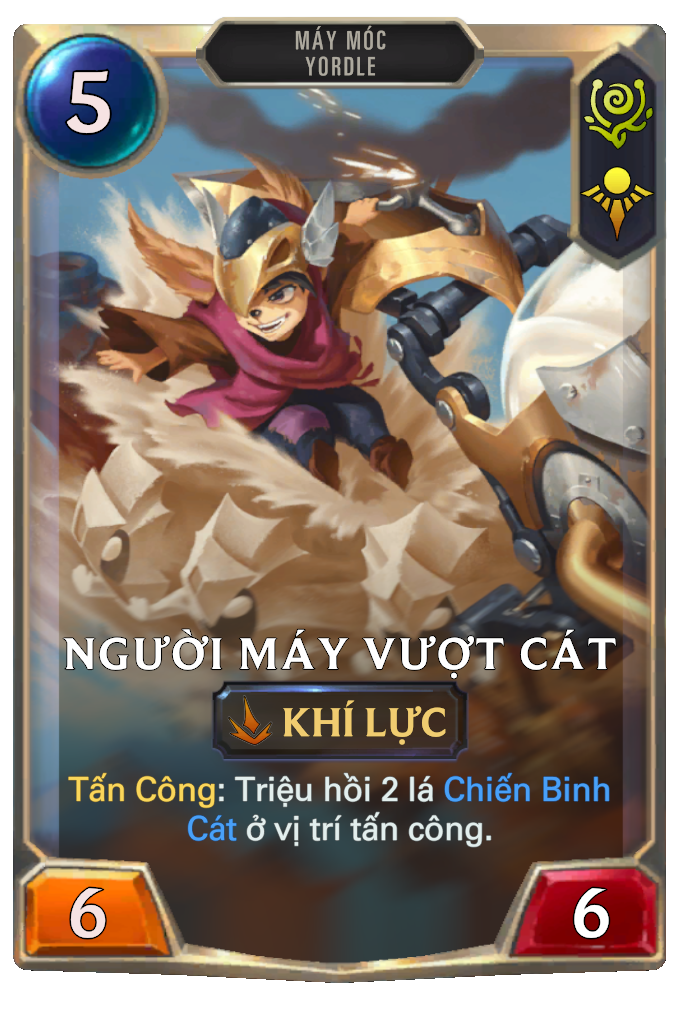 5
MÁY MÓC
YORDLE
NGƯỜI MÁY VƯỢT CÁT
KHÍ LỰC
Tấn Công: Triệu hồi 2 lá Chiến Binh
Cát ở vị trí tấn công.
6
6